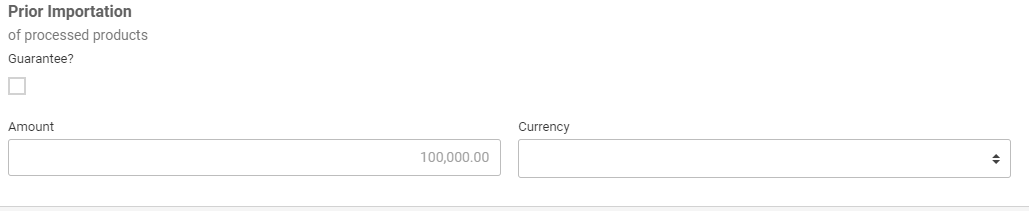 Prior Importation
of processed products
Guarantee?
Amount
Currency
100,000.00